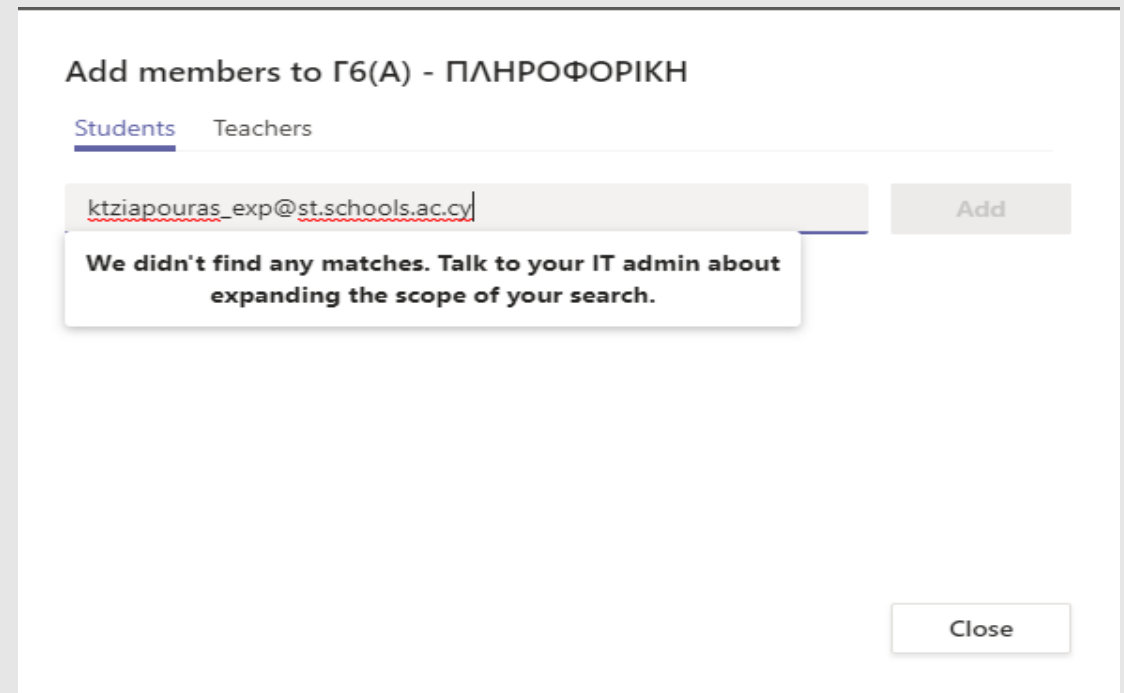 Add members to Γ6(Α) - ΠΛΗΡΟΦΟΡΙΚΗ
Students Teachers
ktziapouras_exp@st.schools.ac.cy
Add
We didn't find any matches. Talk to your IT admin about
expanding the scope of your search.
Close